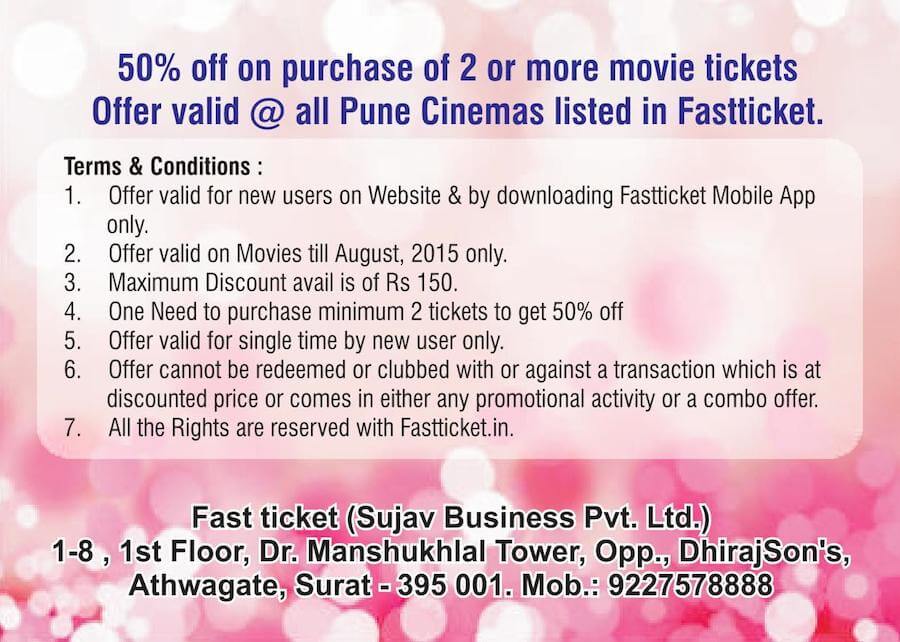 50% off on purchase of 2 or more movie tickets
Offer valid @ all Pune Cinemas listed in Fastticket.
Terms & Conditions :
1. Offer valid for new users on Website & by downloading Fastticket Mobile App
only.
2. Offer valid on Movies till August, 2015 only.
3. Maximum Discount avail is of Rs 150.
4. One Need to purchase minimum 2 tickets to get 50% off
5. Offer valid for single time by new user only.
6. Offer cannot be redeemed or clubbed with or against a transaction which is at
discounted price or comes in either any promotional activity or a combo offer.
7. All the Rights are reserved with Fastticket.in.
Fast ticket (Sujav Business Pvt. Ltd.)
1-8 , 1st Floor, Dr. Manshukhlal Tower, Opp., DhirajSon's,
Athwagate, Surat - 395 001. Mob.: 9227578888